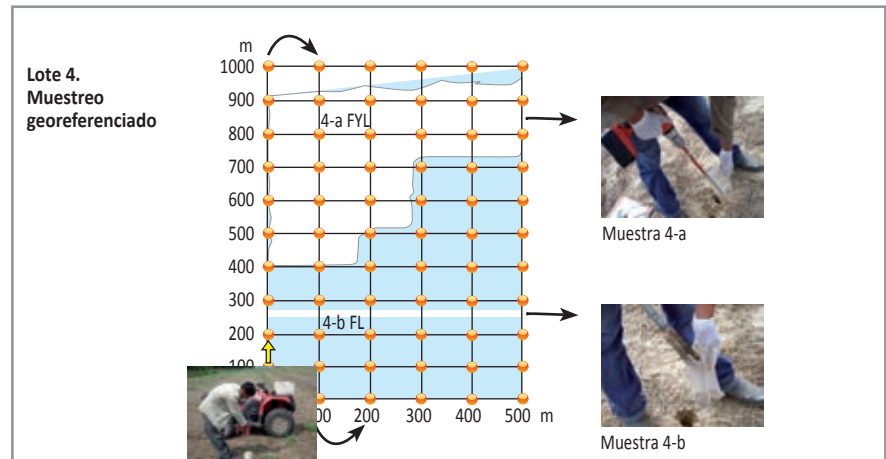 Lote 4.
Muestreo
georeferenciado
m
1000
900
800
700
600
500
400
300
200
4-a FYL
4-b FL
200 300 400 500 m
Muestra 4-a
Muestra 4-b